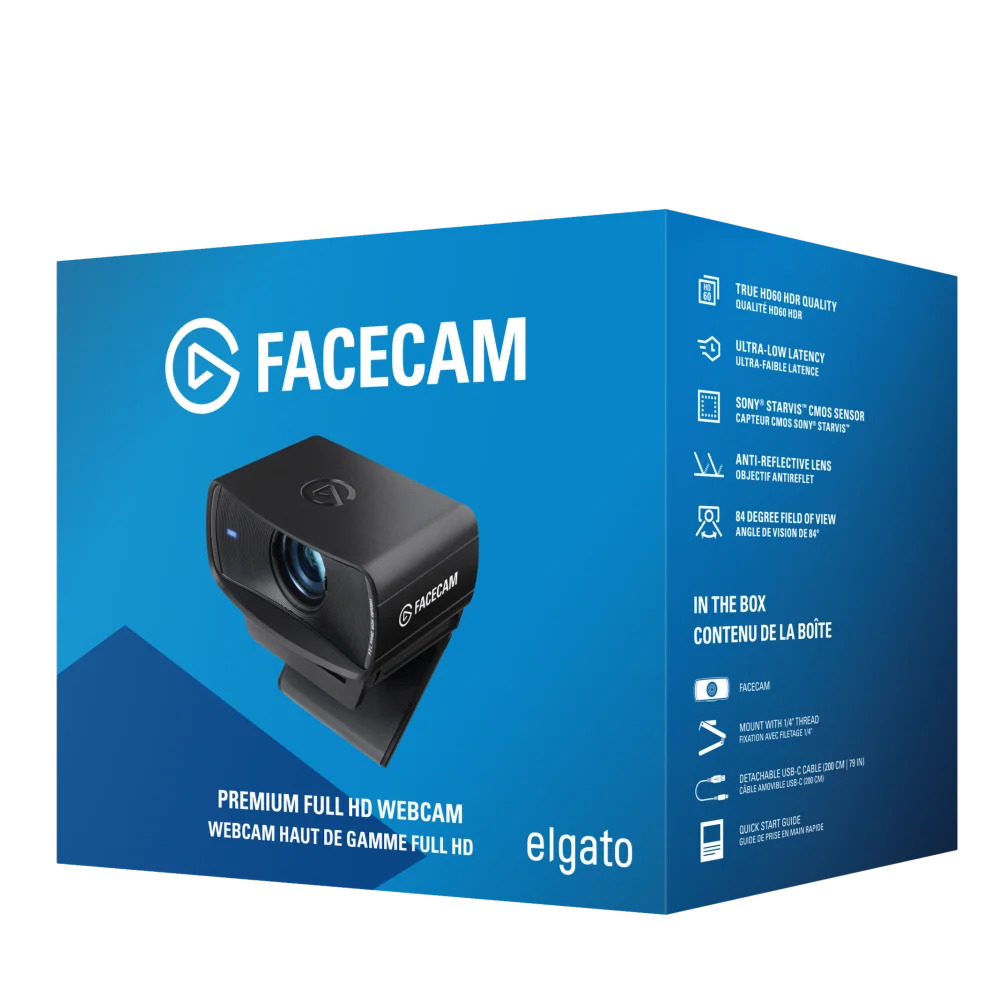 FACECAM
FACECAM
PREMIUM FULL HD WEBCAM
WEBCAM HAUT DE GAMME FULL HD
elgato
HD
60
TRUE HD60 HDR QUALITY
QUALITÉ HD60 HDR
ULTRA-LOW LATENCY
ULTRA-FAIBLE LATENCE
SONY® STARVIS™ CMOS SENSOR
CAPTEUR CMOS SONY® STARVIS™
ANTI-REFLECTIVE LENS
OBJECTIF ANTIREFLET
84 DEGREE FIELD OF VIEW
ANGLE DE VISION DE 84°
IN THE BOX
CONTENU DE LA BOÎTE
FACECAM
MOUNT WITH 1/4" THREAD
FIXATION AVEC FILETAGE 1/4"
DETACHABLE USB-C CABLE (200 CM | 79 IN)
CÂBLE AMOVIBLE USB-C (200 CM)
QUICK START GUIDE
GUIDE DE PRISE EN MAIN RAPIDE